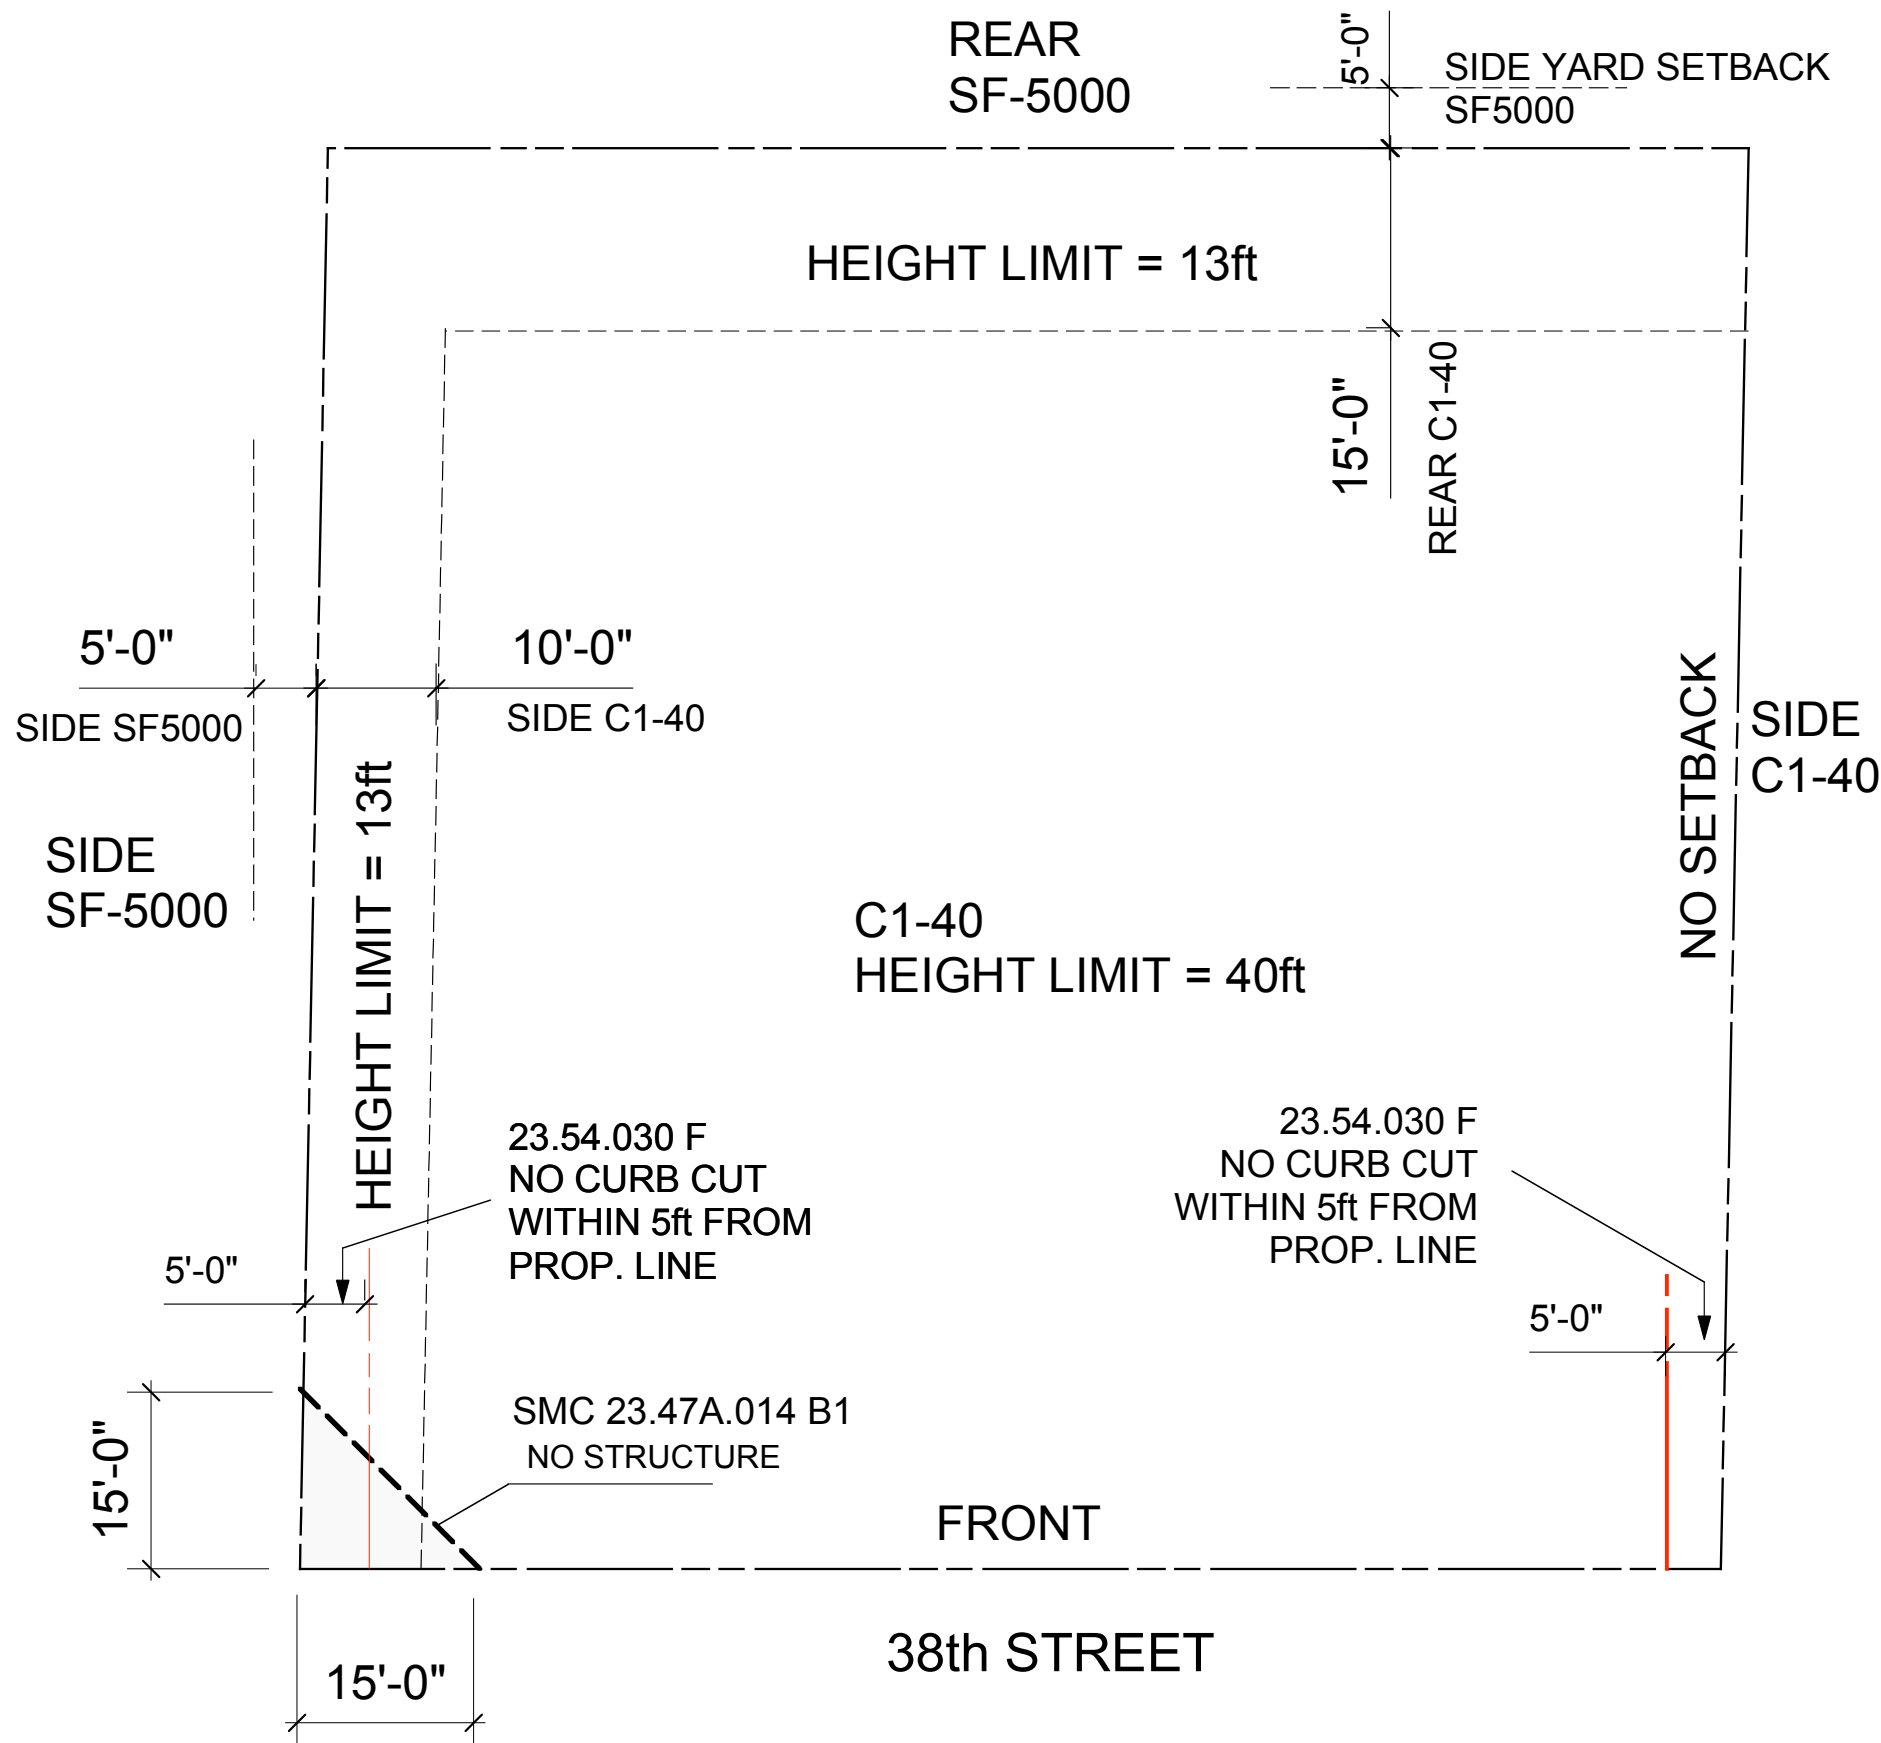 REAR
SF-5000
5'-0"
SIDE YARD SETBACK
SF5000
HEIGHT LIMIT = 13ft
15'-0"
REAR C1-40
5'-0"
SIDE SF5000
10'-0"
SIDE C1-40
SIDE
SF-5000
HEIGHT LIMIT = 13ft
NO SETBACK
SIDE
C1-40
C1-40
HEIGHT LIMIT = 40ft
23.54.030 F
NO CURB CUT
WITHIN 5ft FROM
PROP. LINE
5'-0"
23.54.030 F
NO CURB CUT
WITHIN 5ft FROM
PROP. LINE
5'-0"
15'-0"
SMC 23.47A.014 B1
NO STRUCTURE
FRONT
38th STREET
15'-0"